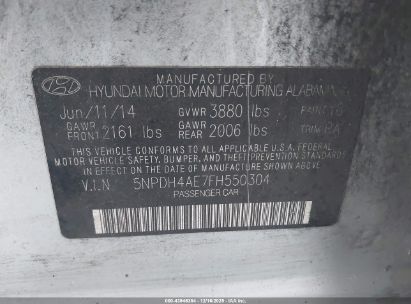 MANUFACTURED BY
HYUNDAI MOTOR MANUFACTURING ALABAMA
Jun/11/14 GVWR 3880 lbs PAINT:
GAWR FRONT 2161 lbs GAWR REAR 2006 lbs TRIM:
THIS VEHICLE CONFORMS TO ALL APPLICABLE U.S. FEDERAL
MOTOR VEHICLE SAFETY, BUMPER, AND THEFT PREVENTION
STANDARDS IN EFFECT ON THE DATE OF MANUFACTURE SHOWN ABOVE.
V.I.N 5NPDH4AE7FH550304
PASSENGER CAR